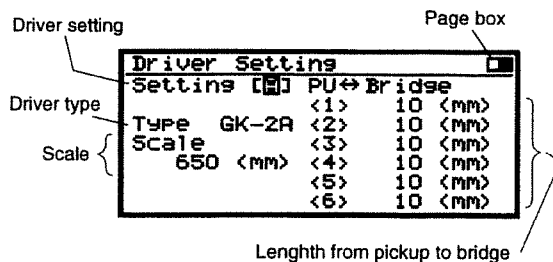 Driver setting
Page box
Driver Setting
Setting [A] PU↔Bridge
<1> 10 (mm)
Driver type
Type GK-2A <2> 10 (mm)
Scale
Scale <3> 10 (mm)
650 (mm) <4> 10 (mm)
<5> 10 (mm)
<6> 10 (mm)
Lenghth from pickup to bridge